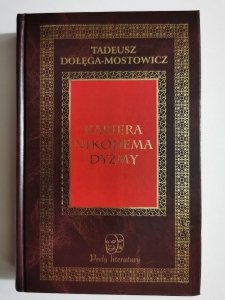 TADEUSZ
DOŁĘGA-MOSTOWICZ
KARIERA
NIKODEMA
DYZMY
Perły literatury